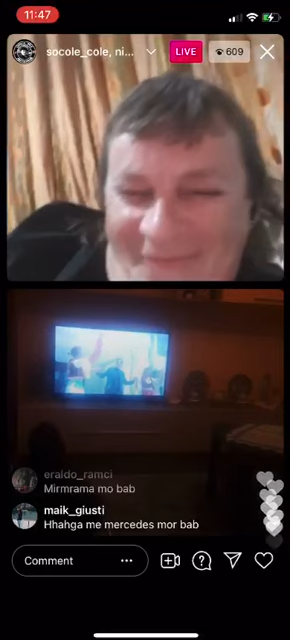 11:47
socole_cole, ni...
LIVE
609
eraldo_ramci
Mirmrama mo bab
maik_giusti
Hhahga me mercedes mor bab
Comment